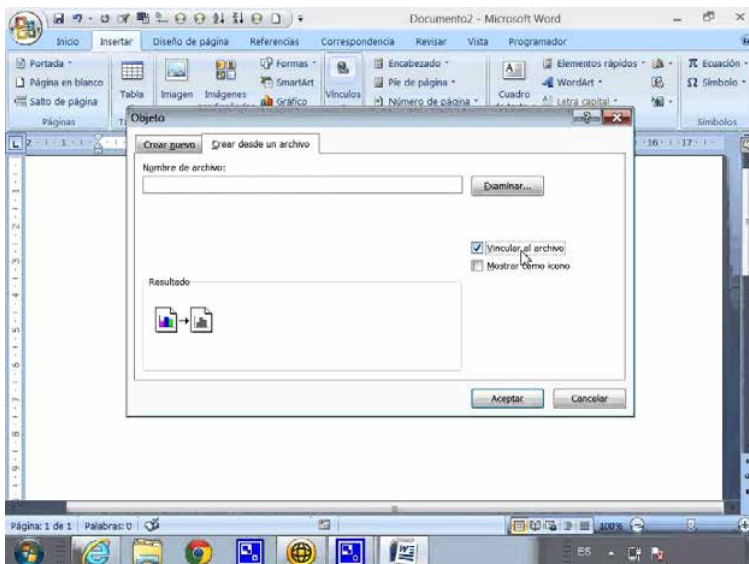 Documento2 - Microsoft Word
Inicio Insertar Diseño de página Referencias Correspondencia Revisar Vista Programador
Portada
Página en blanco
Salto de página
Páginas
Tabla
Imagen
Imágenes
Formas
SmartArt
Gráfico
Vínculos
Encabezado
Pie de página
Número de página
Cuadro
Elementos rápidos
WordArt
Letra capital
Ecuación
Símbolo
Símbolos
Objeto
Crear nuevo Crear desde un archivo
Nombre de archivo:
Examinar...
Vincular al archivo
Mostrar como icono
Resultado
Aceptar Cancelar
Página: 1 de 1 Palabras: 0 100%
ES